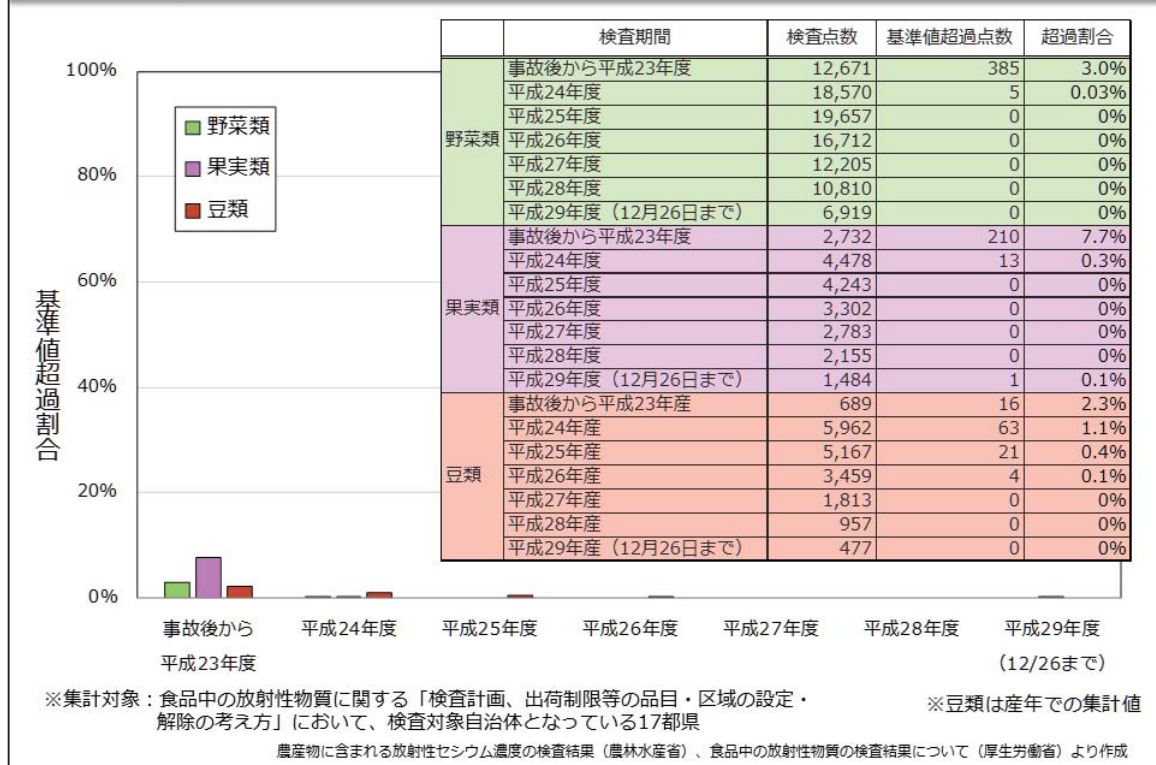 検査期間 検査点数 基準値超過点数 超過割合
野菜類
事故後から平成23年度 12,671 385 3.0%
平成24年度 18,570 5 0.03%
平成25年度 19,657 0 0%
平成26年度 16,712 0 0%
平成27年度 12,205 0 0%
平成28年度 10,810 0 0%
平成29年度（12月26日まで） 6,919 0 0%
果実類
事故後から平成23年度 2,732 210 7.7%
平成24年度 4,478 13 0.3%
平成25年度 4,243 0 0%
平成26年度 3,302 0 0%
平成27年度 2,783 0 0%
平成28年度 2,155 0 0%
平成29年度（12月26日まで） 1,484 1 0.1%
豆類
事故後から平成23年産 689 16 2.3%
平成24年産 5,962 63 1.1%
平成25年産 5,167 21 0.4%
平成26年産 3,459 4 0.1%
平成27年産 1,813 0 0%
平成28年産 957 0 0%
平成29年産（12月26日まで） 477 0 0%
野菜類
果実類
豆類
基準値超過割合
100%
80%
60%
40%
20%
0%
事故後から
平成23年度
平成24年度
平成25年度
平成26年度
平成27年度
平成28年度
平成29年度
（12/26まで）
※集計対象：食品中の放射性物質に関する「検査計画、出荷制限等の品目・区域の設定・
解除の考え方」において、検査対象自治体となっている17都県
※豆類は産年での集計値
農産物に含まれる放射性セシウム濃度の検査結果（農林水産省）、食品中の放射性物質の検査結果について（厚生労働省）より作成